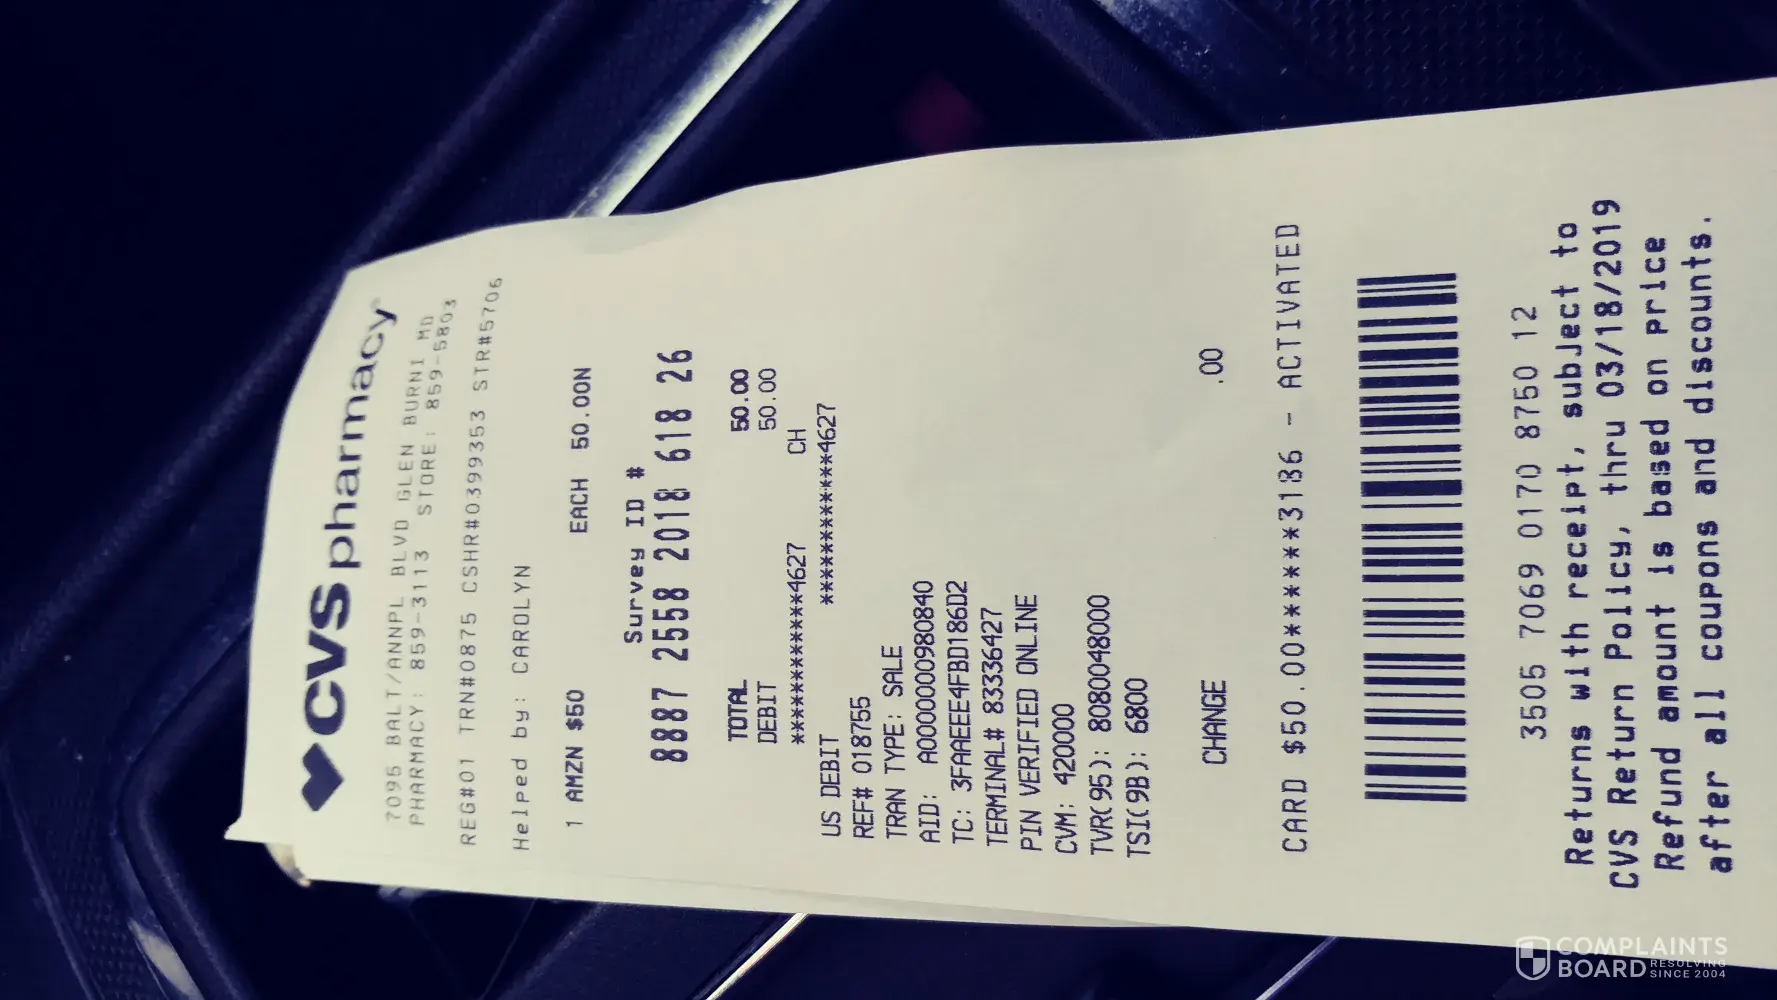 CVS pharmacy®
7095 BALT/ANNPL BLVD GLEN BURNI MD
PHARMACY: 859-3113 STORE: 859-5803
REG#01 TRN#0875 CSHR#0399353 STR#5706
Helped by: CAROLYN
1 AMZN $50 EACH 50.00N
Survey ID #
8887 2558 2018 618 26
TOTAL 50.00
DEBIT 50.00
************4627 CH
US DEBIT ************4627
REF# 018755
TRAN TYPE: SALE
AID: A0000000980840
TC: 3FAAEEE4FBD186D2
TERMINAL# 83336427
PIN VERIFIED ONLINE
CVM: 420000
TVR(95): 8080048000
TSI(9B): 6800
CHANGE .00
CARD $50.00*******3186 - ACTIVATED
3505 7069 0170 8750 12
Returns with receipt, subject to
CVS Return Policy, thru 03/18/2019
Refund amount is based on price
after all coupons and discounts.
COMPLAINTS
BOARD RESOLVING
SINCE 2004